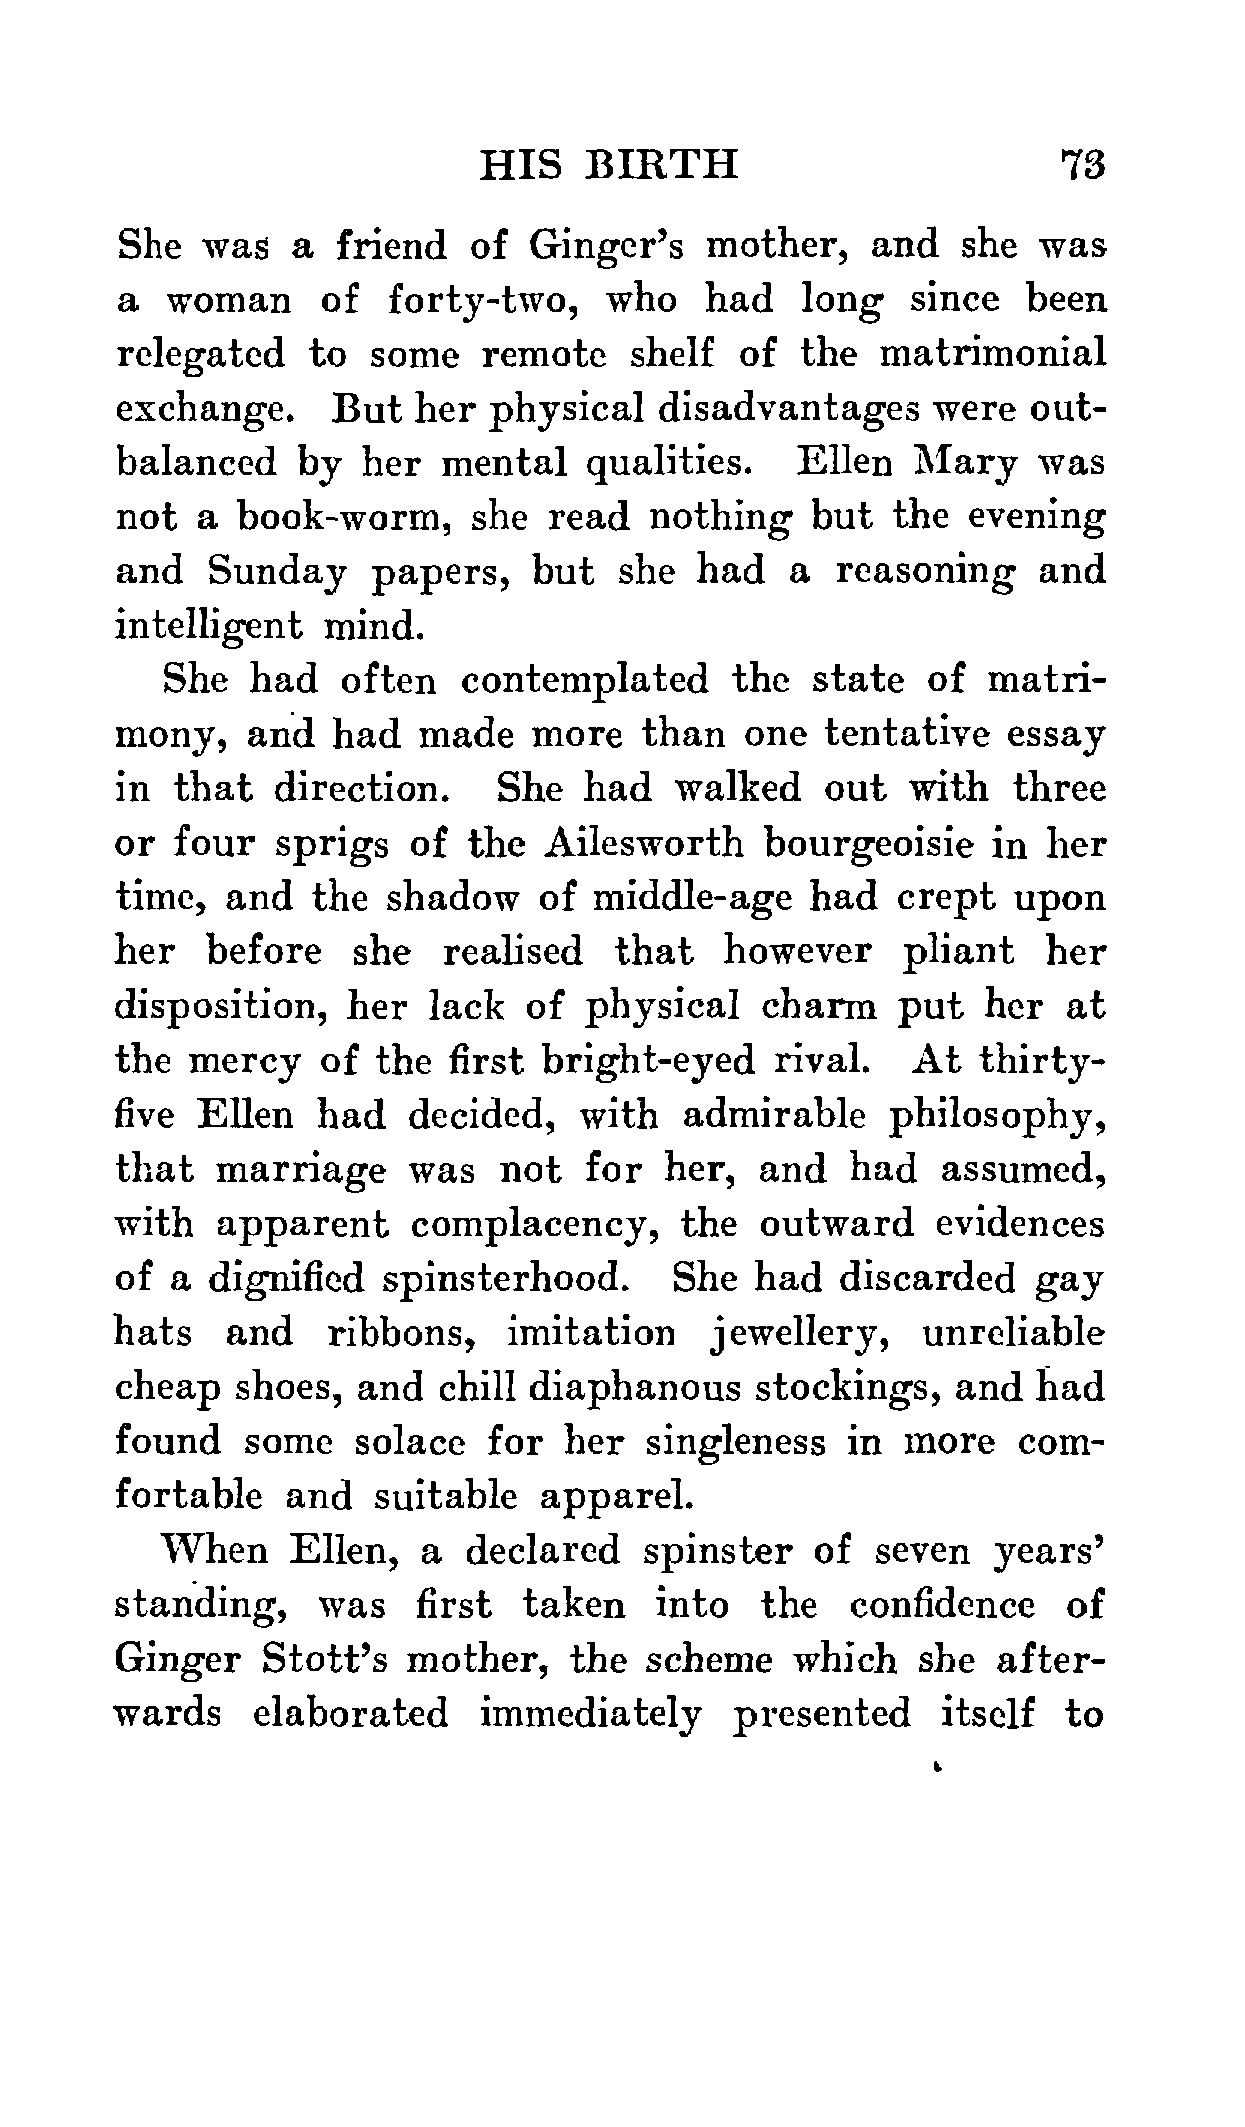 HIS BIRTH 73
She was a friend of Ginger's mother, and she was
a woman of forty-two, who had long since been
relegated to some remote shelf of the matrimonial
exchange. But her physical disadvantages were out-
balanced by her mental qualities. Ellen Mary was
not a book-worm, she read nothing but the evening
and Sunday papers, but she had a reasoning and
intelligent mind.
She had often contemplated the state of matri-
mony, and had made more than one tentative essay
in that direction. She had walked out with three
or four sprigs of the Ailesworth bourgeoisie in her
time, and the shadow of middle-age had crept upon
her before she realised that however pliant her
disposition, her lack of physical charm put her at
the mercy of the first bright-eyed rival. At thirty-
five Ellen had decided, with admirable philosophy,
that marriage was not for her, and had assumed,
with apparent complacency, the outward evidences
of a dignified spinsterhood. She had discarded gay
hats and ribbons, imitation jewellery, unreliable
cheap shoes, and chill diaphanous stockings, and had
found some solace for her singleness in more com-
fortable and suitable apparel.
When Ellen, a declared spinster of seven years'
standing, was first taken into the confidence of
Ginger Stott's mother, the scheme which she after-
wards elaborated immediately presented itself to